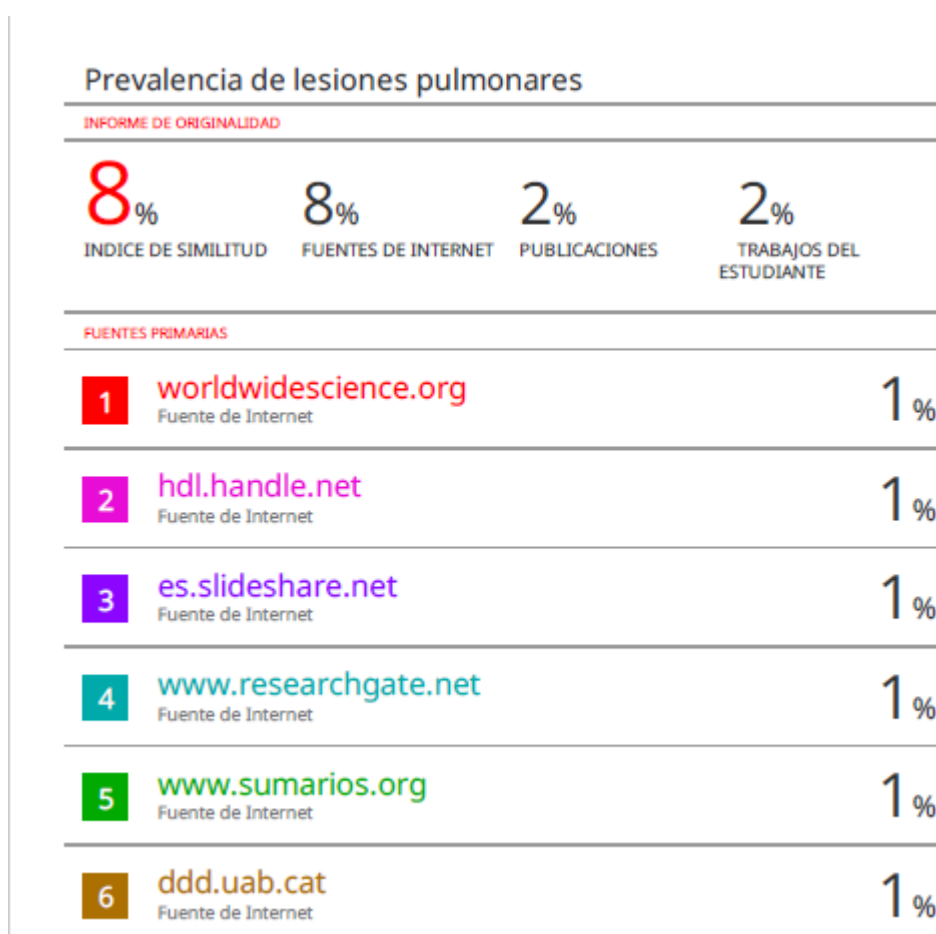 Prevalencia de lesiones pulmonares
INFORME DE ORIGINALIDAD
8% 8% 2% 2%
INDICE DE SIMILITUD FUENTES DE INTERNET PUBLICACIONES TRABAJOS DEL
ESTUDIANTE
FUENTES PRIMARIAS
1 worldwidescience.org 1%
Fuente de Internet
2 hdl.handle.net 1%
Fuente de Internet
3 es.slideshare.net 1%
Fuente de Internet
4 www.researchgate.net 1%
Fuente de Internet
5 www.sumarios.org 1%
Fuente de Internet
6 ddd.uab.cat 1%
Fuente de Internet